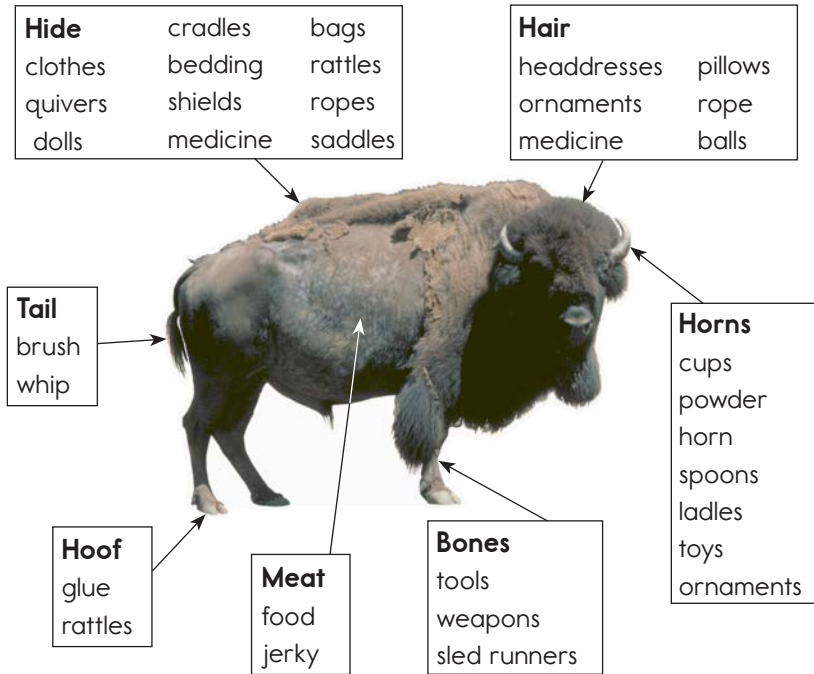 Hide cradles bags
clothes bedding rattles
quivers shields ropes
dolls medicine saddles
Hair
headdresses pillows
ornaments rope
medicine balls
Tail
brush
whip
Horns
cups
powder
horn
spoons
ladles
toys
ornaments
Hoof
glue
rattles
Meat
food
jerky
Bones
tools
weapons
sled runners